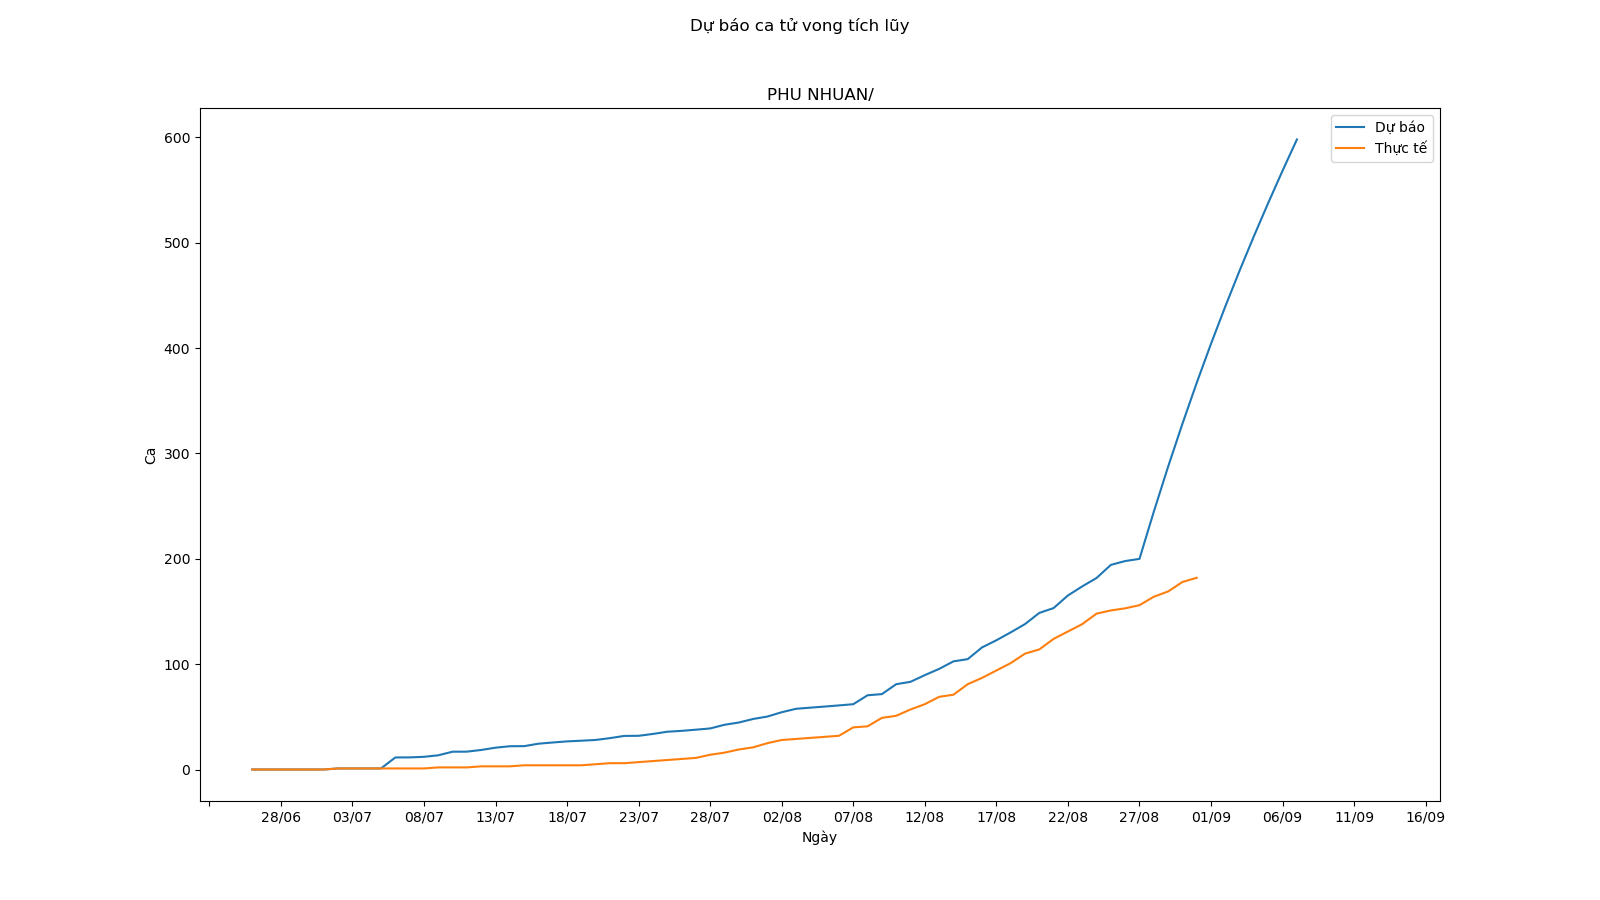 Dự báo ca tử vong tích lũy
PHU NHUAN/
Dự báo
Thực tế
600
500
400
300
200
100
0
Ca
28/06 03/07 08/07 13/07 18/07 23/07 28/07 02/08 07/08 12/08 17/08 22/08 27/08 01/09 06/09 11/09 16/09
Ngày